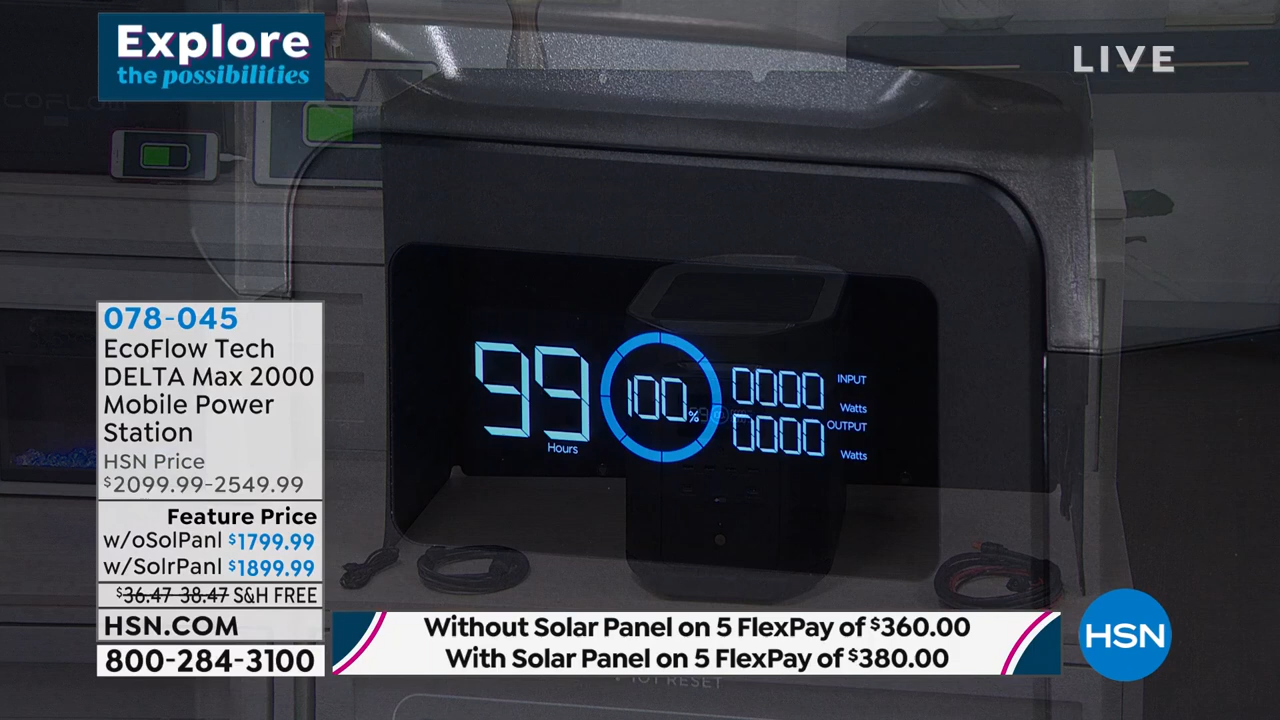 Explore
the possibilities
LIVE
99
Hours
100%
0000
INPUT
Watts
0000
OUTPUT
Watts
078-045
EcoFlow Tech
DELTA Max 2000
Mobile Power
Station
HSN Price
$2099.99-2549.99
Feature Price
w/oSolPanl $1799.99
w/SolrPanl $1899.99
$36.47-38.47 S&H FREE
HSN.COM
800-284-3100
Without Solar Panel on 5 FlexPay of $360.00
With Solar Panel on 5 FlexPay of $380.00
HSN
RESET